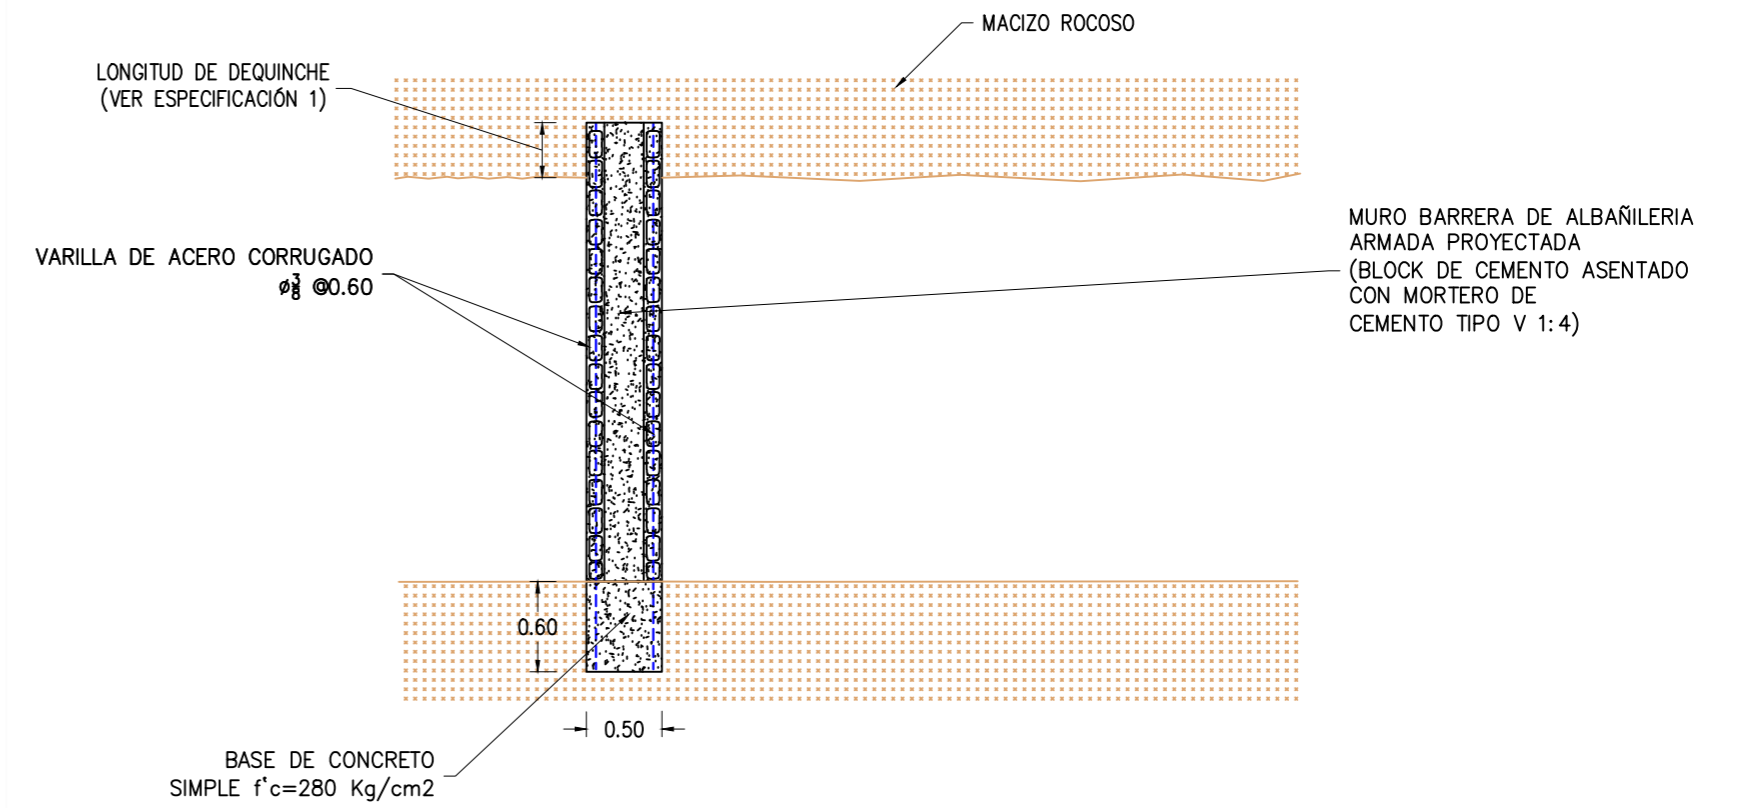 MACIZO ROCOSO
LONGITUD DE DEQUINCHE
(VER ESPECIFICACIÓN 1)
MURO BARRERA DE ALBAÑILERIA
ARMADA PROYECTADA
(BLOCK DE CEMENTO ASENTADO
CON MORTERO DE
CEMENTO TIPO V 1:4)
VARILLA DE ACERO CORRUGADO
ø3/8 @0.60
0.60
0.50
BASE DE CONCRETO
SIMPLE f'c=280 Kg/cm2